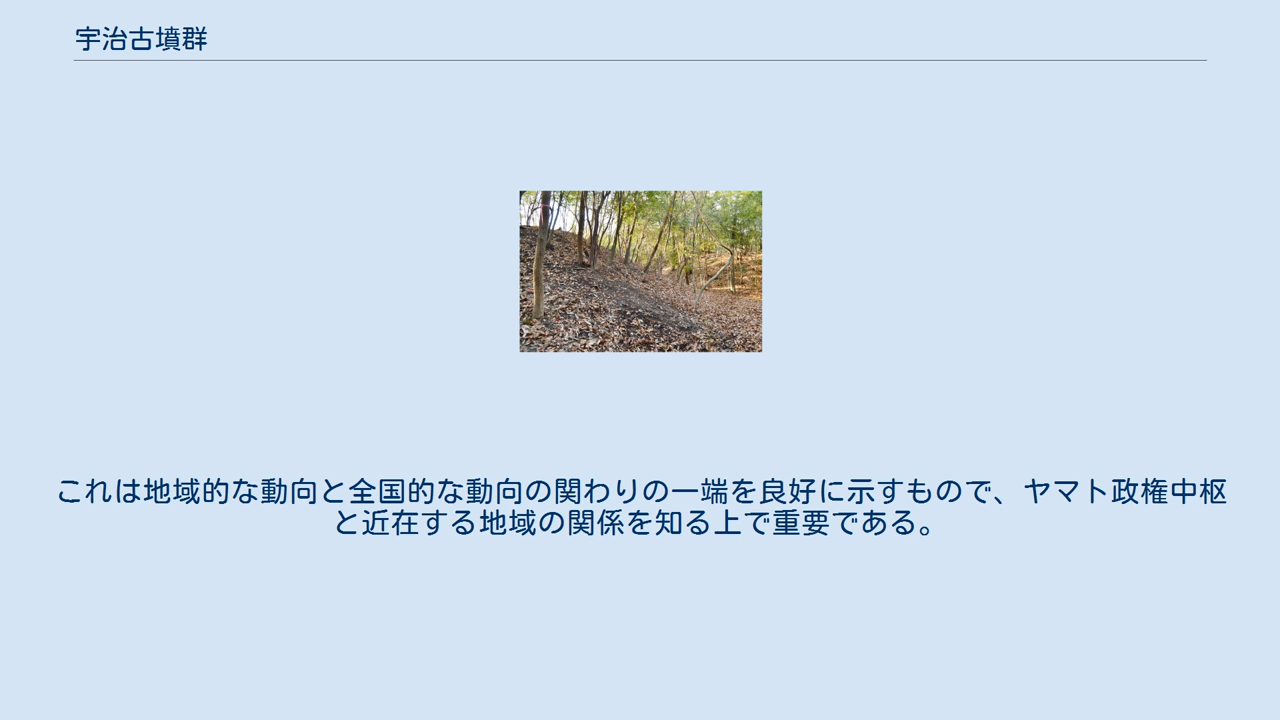 宇治古墳群
これは地域的な動向と全国的な動向の関わりの一端を良好に示すもので、ヤマト政権中枢
と近在する地域の関係を知る上で重要である。